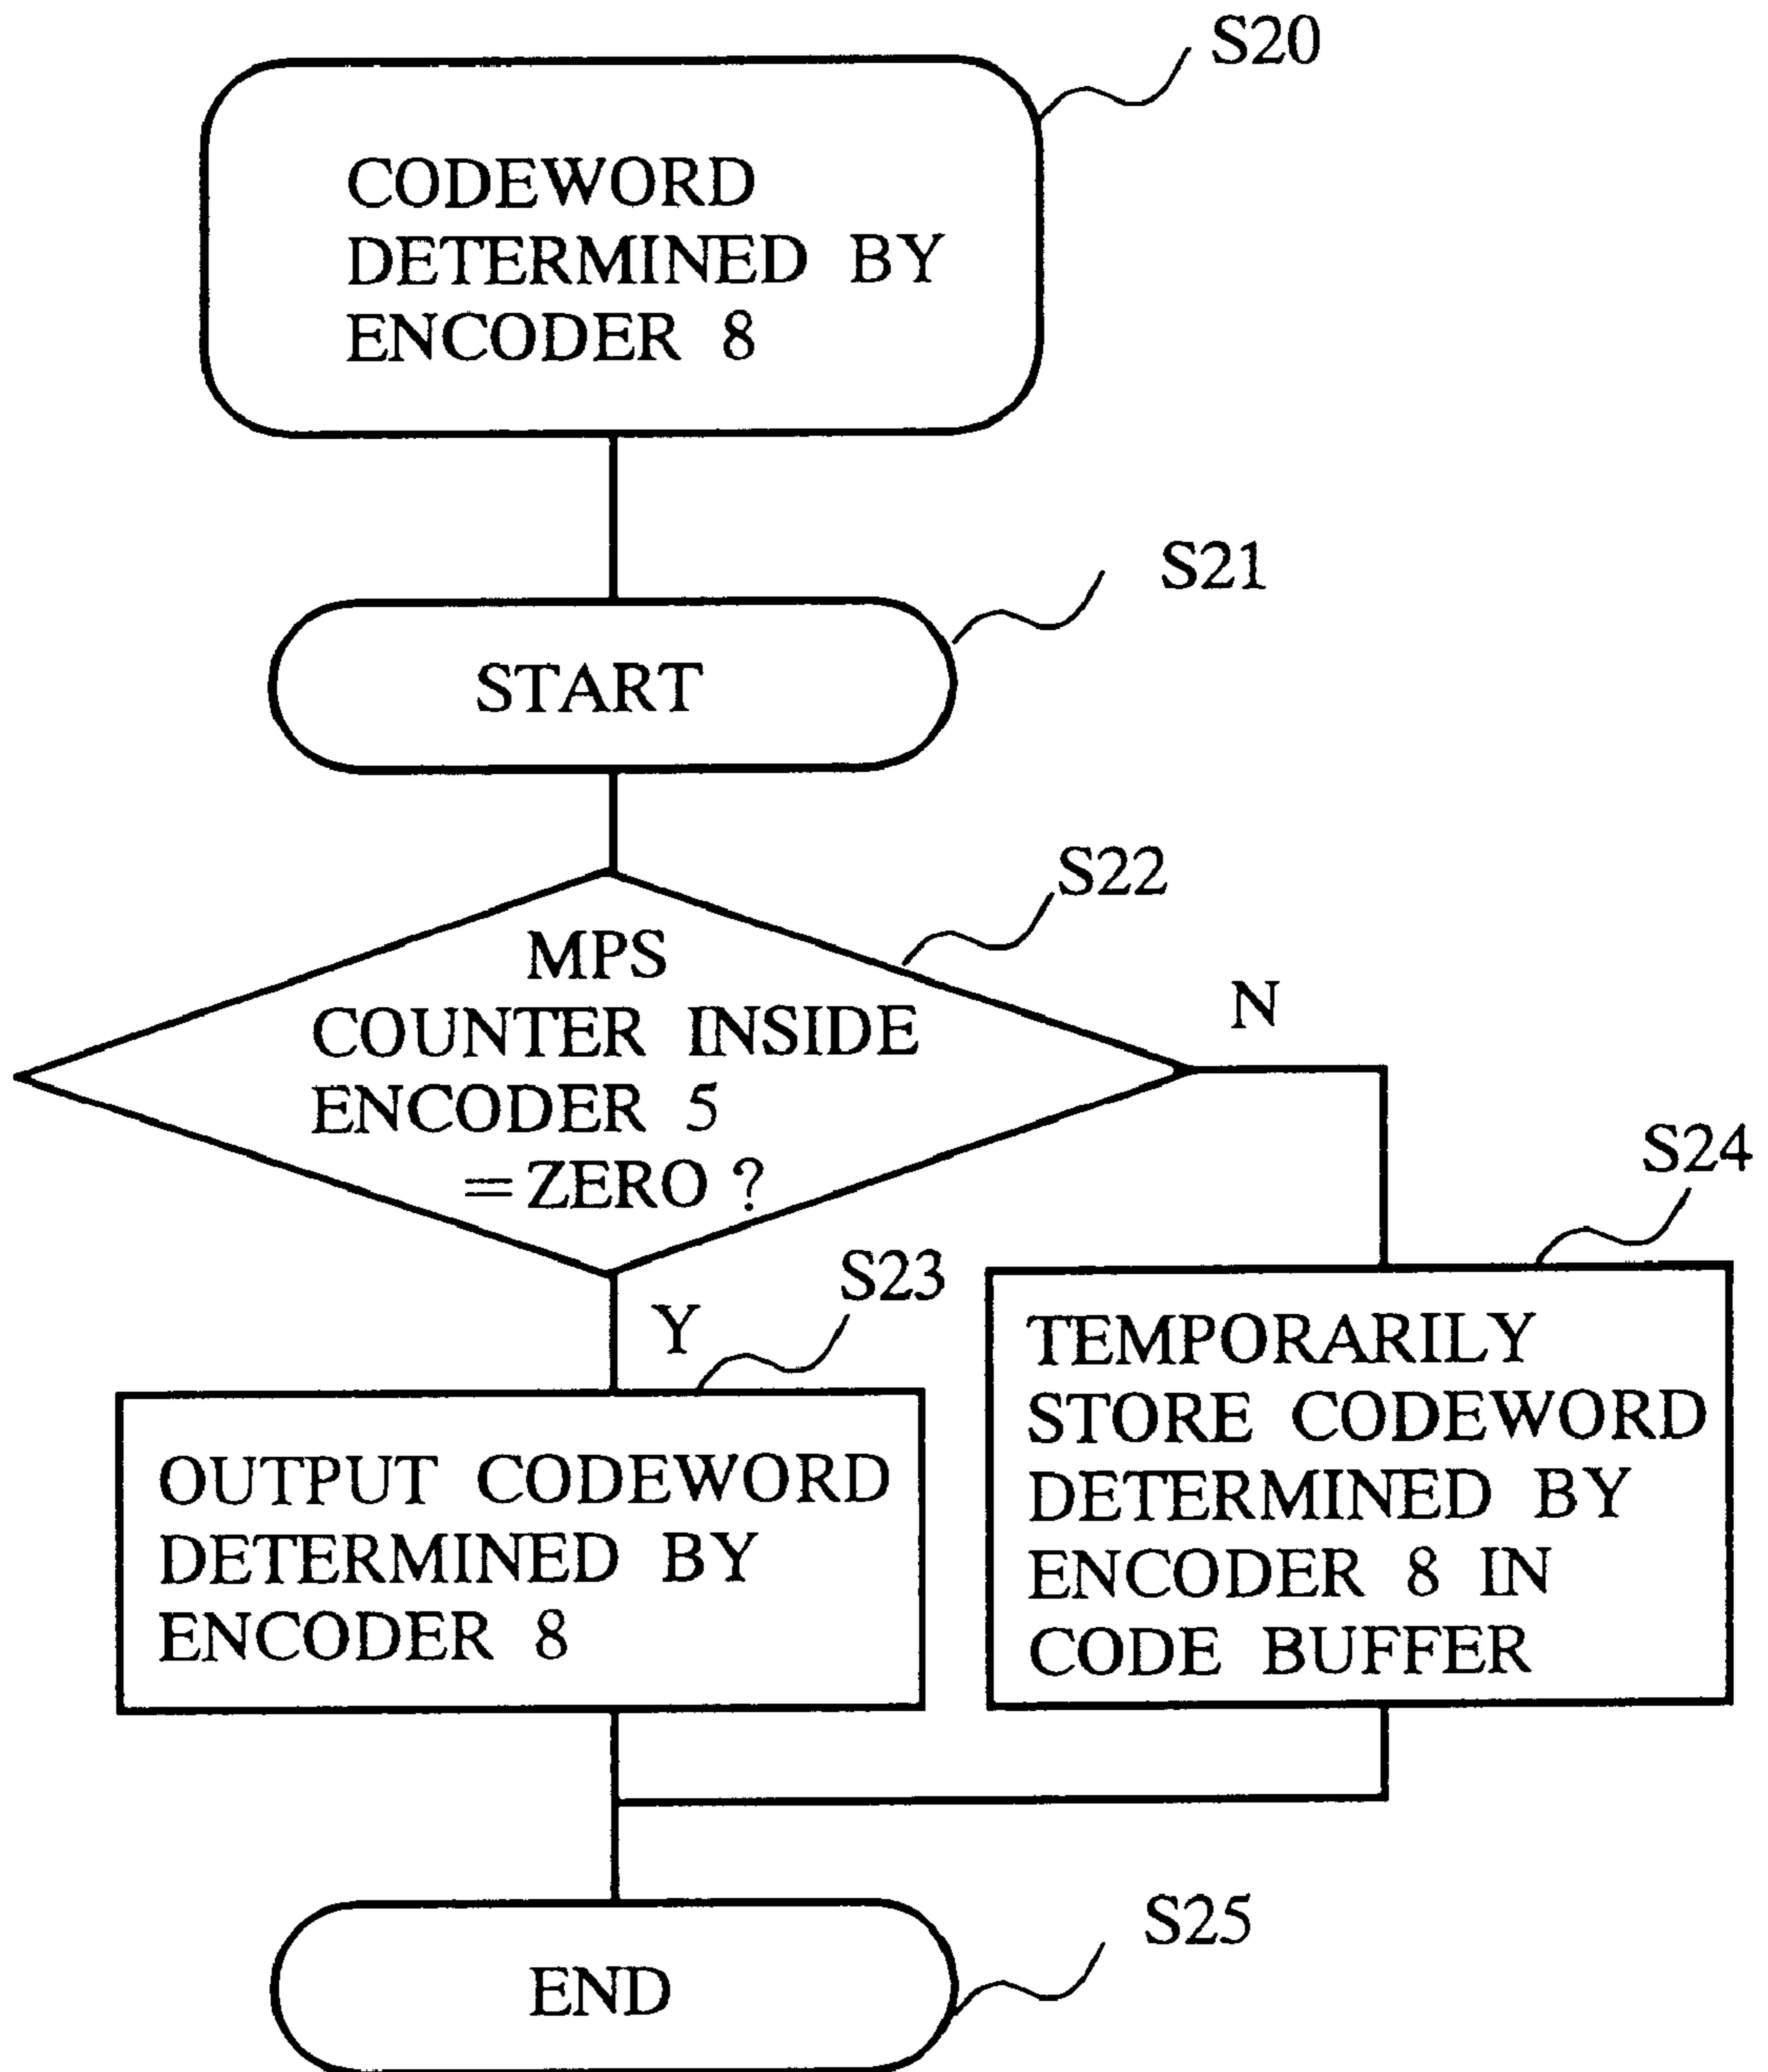 S20
CODEWORD
DETERMINED BY
ENCODER 8
S21
START
S22
MPS
COUNTER INSIDE
ENCODER 5
=ZERO ?
N
Y
S23
OUTPUT CODEWORD
DETERMINED BY
ENCODER 8
S24
TEMPORARILY
STORE CODEWORD
DETERMINED BY
ENCODER 8 IN
CODE BUFFER
S25
END